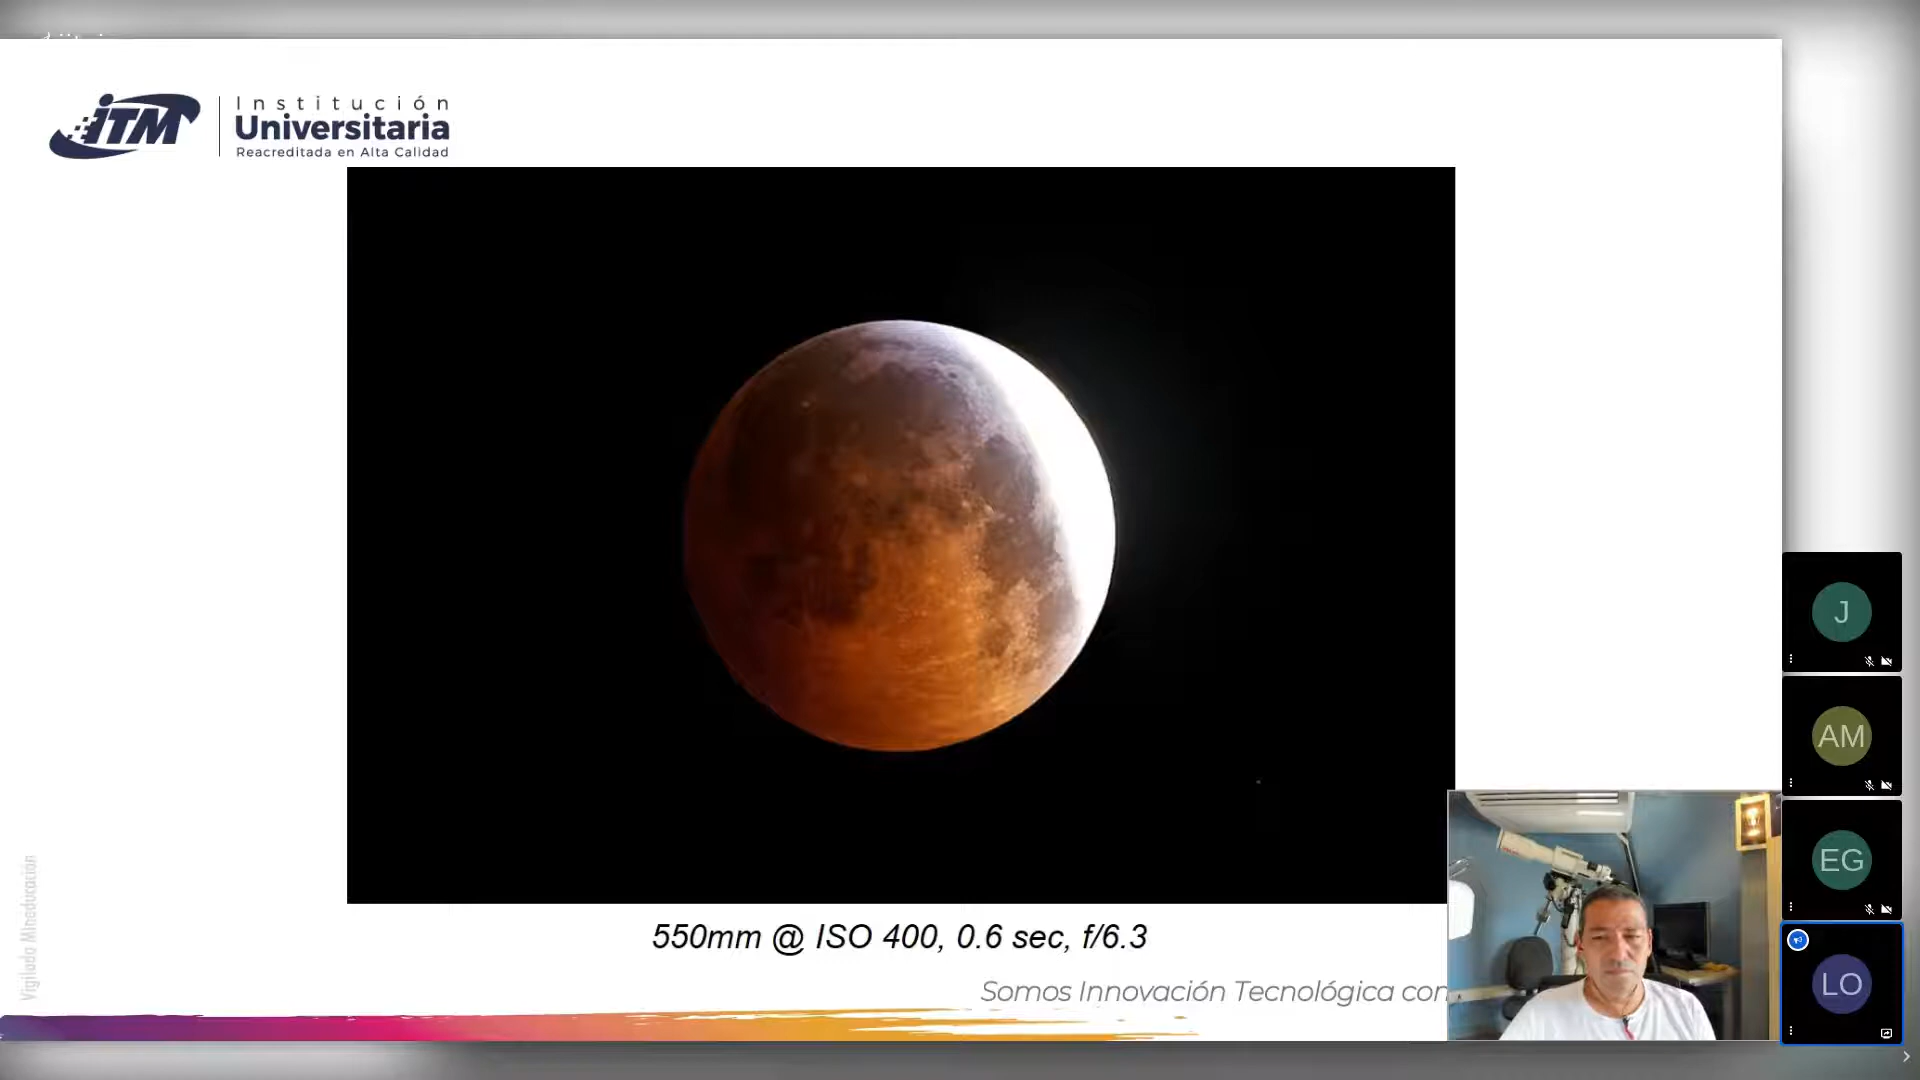 iTM
Institución
Universitaria
Reacreditada en Alta Calidad
550mm @ ISO 400, 0.6 sec, f/6.3
Somos Innovación Tecnológica con
Vigilada Mineducación
J
AM
EG
LO